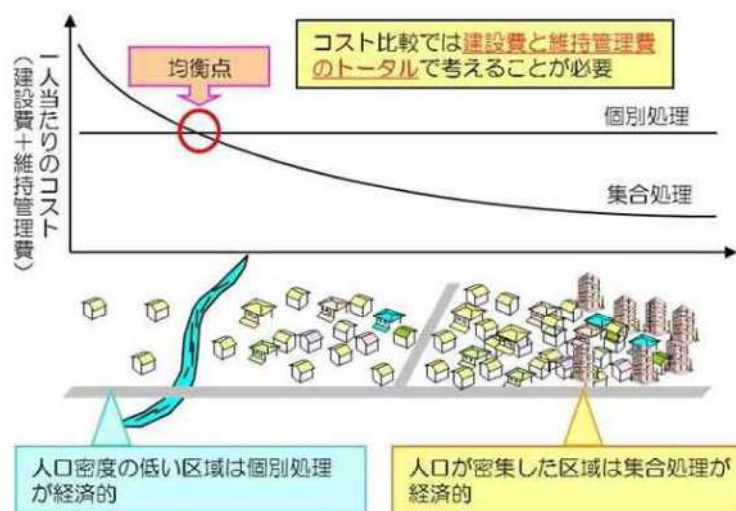 コスト比較では建設費と維持管理費
のトータルで考えることが必要
均衡点
一人当たりのコスト
（建設費＋維持管理費）
個別処理
集合処理
人口密度の低い区域は個別処理
が経済的
人口が密集した区域は集合処理が
経済的